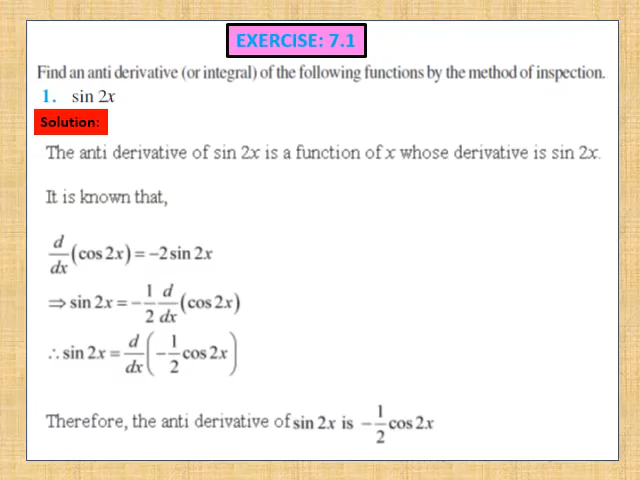 EXERCISE: 7.1
Find an anti derivative (or integral) of the following functions by the method of inspection.
1. sin 2x
Solution:
The anti derivative of sin 2x is a function of x whose derivative is sin 2x.
It is known that,
d/dx (cos 2x) = −2 sin 2x
⇒ sin 2x = −1/2 d/dx (cos 2x)
∴ sin 2x = d/dx (−1/2 cos 2x)
Therefore, the anti derivative of sin 2x is −1/2 cos 2x